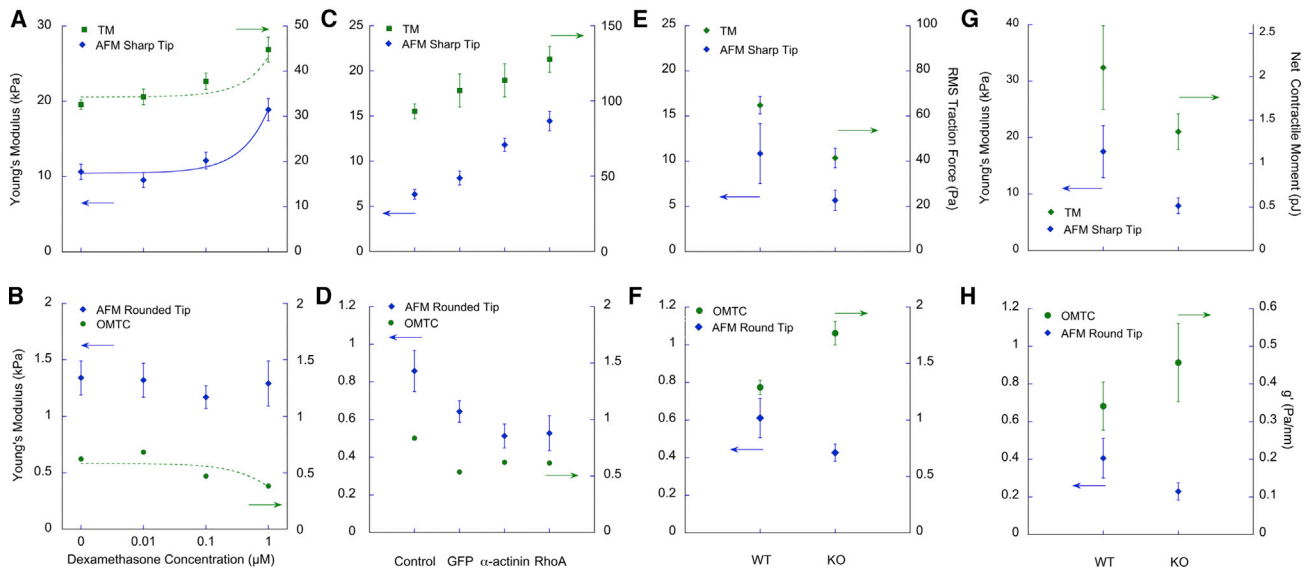 A
30
25
20
15
10
5
0
Young's Modulus (kPa)
TM
AFM Sharp Tip
50
40
30
20
10
0
C
25
20
15
10
5
0
TM
AFM Sharp Tip
150
100
50
0
E
25
20
15
10
5
0
TM
AFM Sharp Tip
100
80
60
40
20
0
RMS Traction Force (Pa)
G
40
30
20
10
0
Young's Modulus (kPa)
TM
AFM Sharp Tip
2.5
2
1.5
1
0.5
0
Net Contractile Moment (pJ)
B
2
1.5
1
0.5
0
Young's Modulus (kPa)
AFM Rounded Tip
OMTC
2
1.5
1
0.5
0
0 0.01 0.1 1
Dexamethasone Concentration (μM)
D
1.2
1
0.8
0.6
0.4
0.2
0
AFM Rounded Tip
OMTC
2
1.5
1
0.5
0
Control GFP α-actinin RhoA
F
1.2
1
0.8
0.6
0.4
0.2
0
OMTC
AFM Round Tip
2
1.5
1
0.5
0
WT KO
H
1.2
1
0.8
0.6
0.4
0.2
0
OMTC
AFM Round Tip
0.6
0.5
0.4
0.3
0.2
0.1
0
g' (Pa/nm)
WT KO